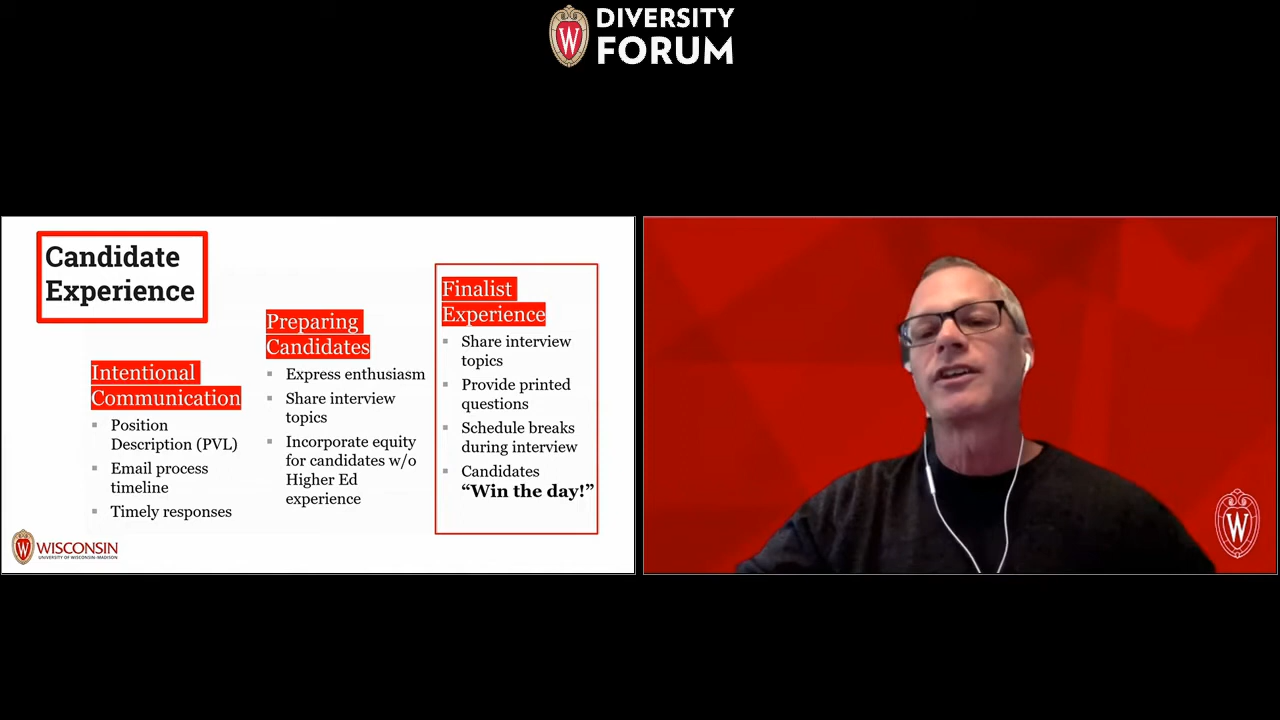 DIVERSITY
FORUM
Candidate
Experience
Intentional
Communication
Position
Description (PVL)
Email process
timeline
Timely responses
Preparing
Candidates
Express enthusiasm
Share interview
topics
Incorporate equity
for candidates w/o
Higher Ed
experience
Finalist
Experience
Share interview
topics
Provide printed
questions
Schedule breaks
during interview
Candidates
“Win the day!”
W
WISCONSIN
UNIVERSITY OF WISCONSIN–MADISON
W
W